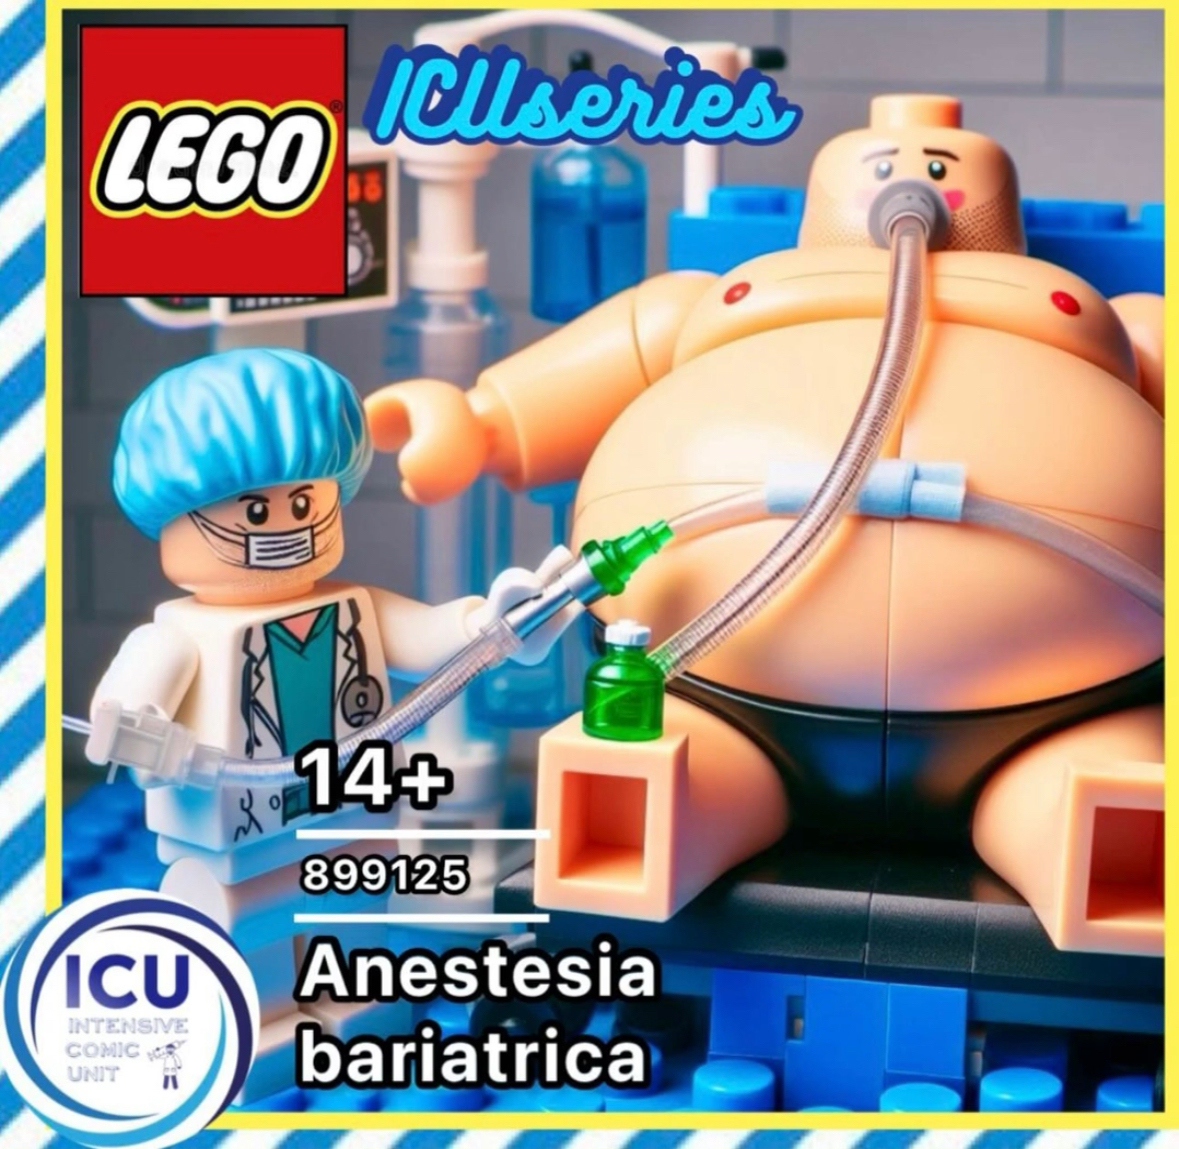 LEGO
ICUseries
14+
899125
Anestesia
bariatrica
ICU
INTENSIVE
COMIC
UNIT